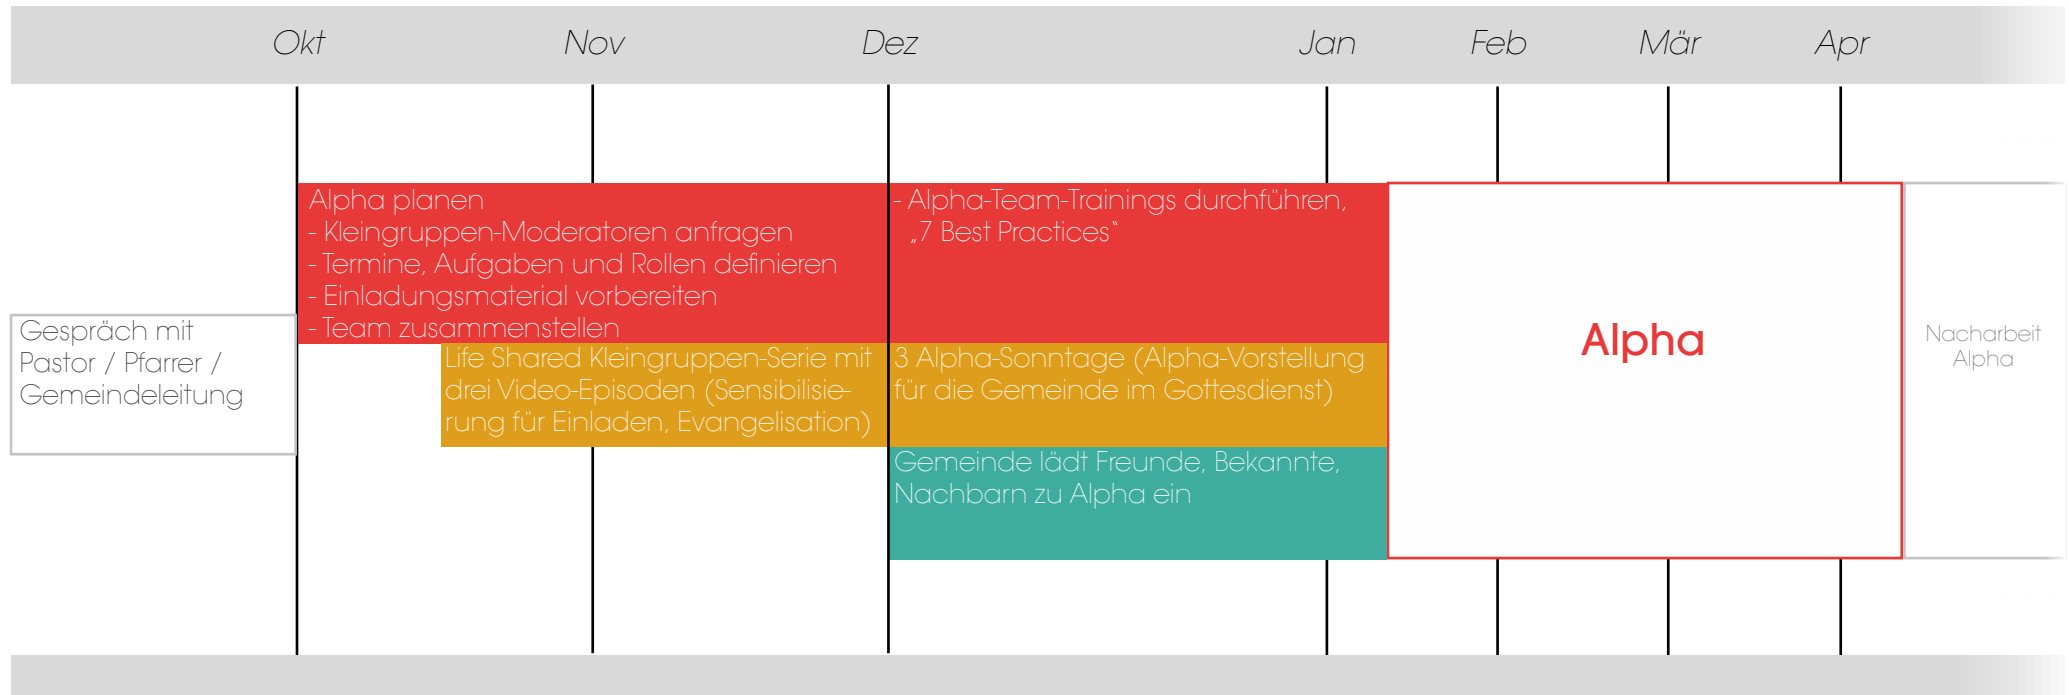 Okt Nov Dez Jan Feb Mär Apr
Gespräch mit
Pastor / Pfarrer /
Gemeindeleitung
Alpha planen
- Kleingruppen-Moderatoren anfragen
- Termine, Aufgaben und Rollen definieren
- Einladungsmaterial vorbereiten
- Team zusammenstellen
- Alpha-Team-Trainings durchführen,
„7 Best Practices“
Life Shared Kleingruppen-Serie mit
drei Video-Episoden (Sensibilisie-
rung für Einladen, Evangelisation)
3 Alpha-Sonntage (Alpha-Vorstellung
für die Gemeinde im Gottesdienst)
Gemeinde lädt Freunde, Bekannte,
Nachbarn zu Alpha ein
Alpha
Nacharbeit
Alpha